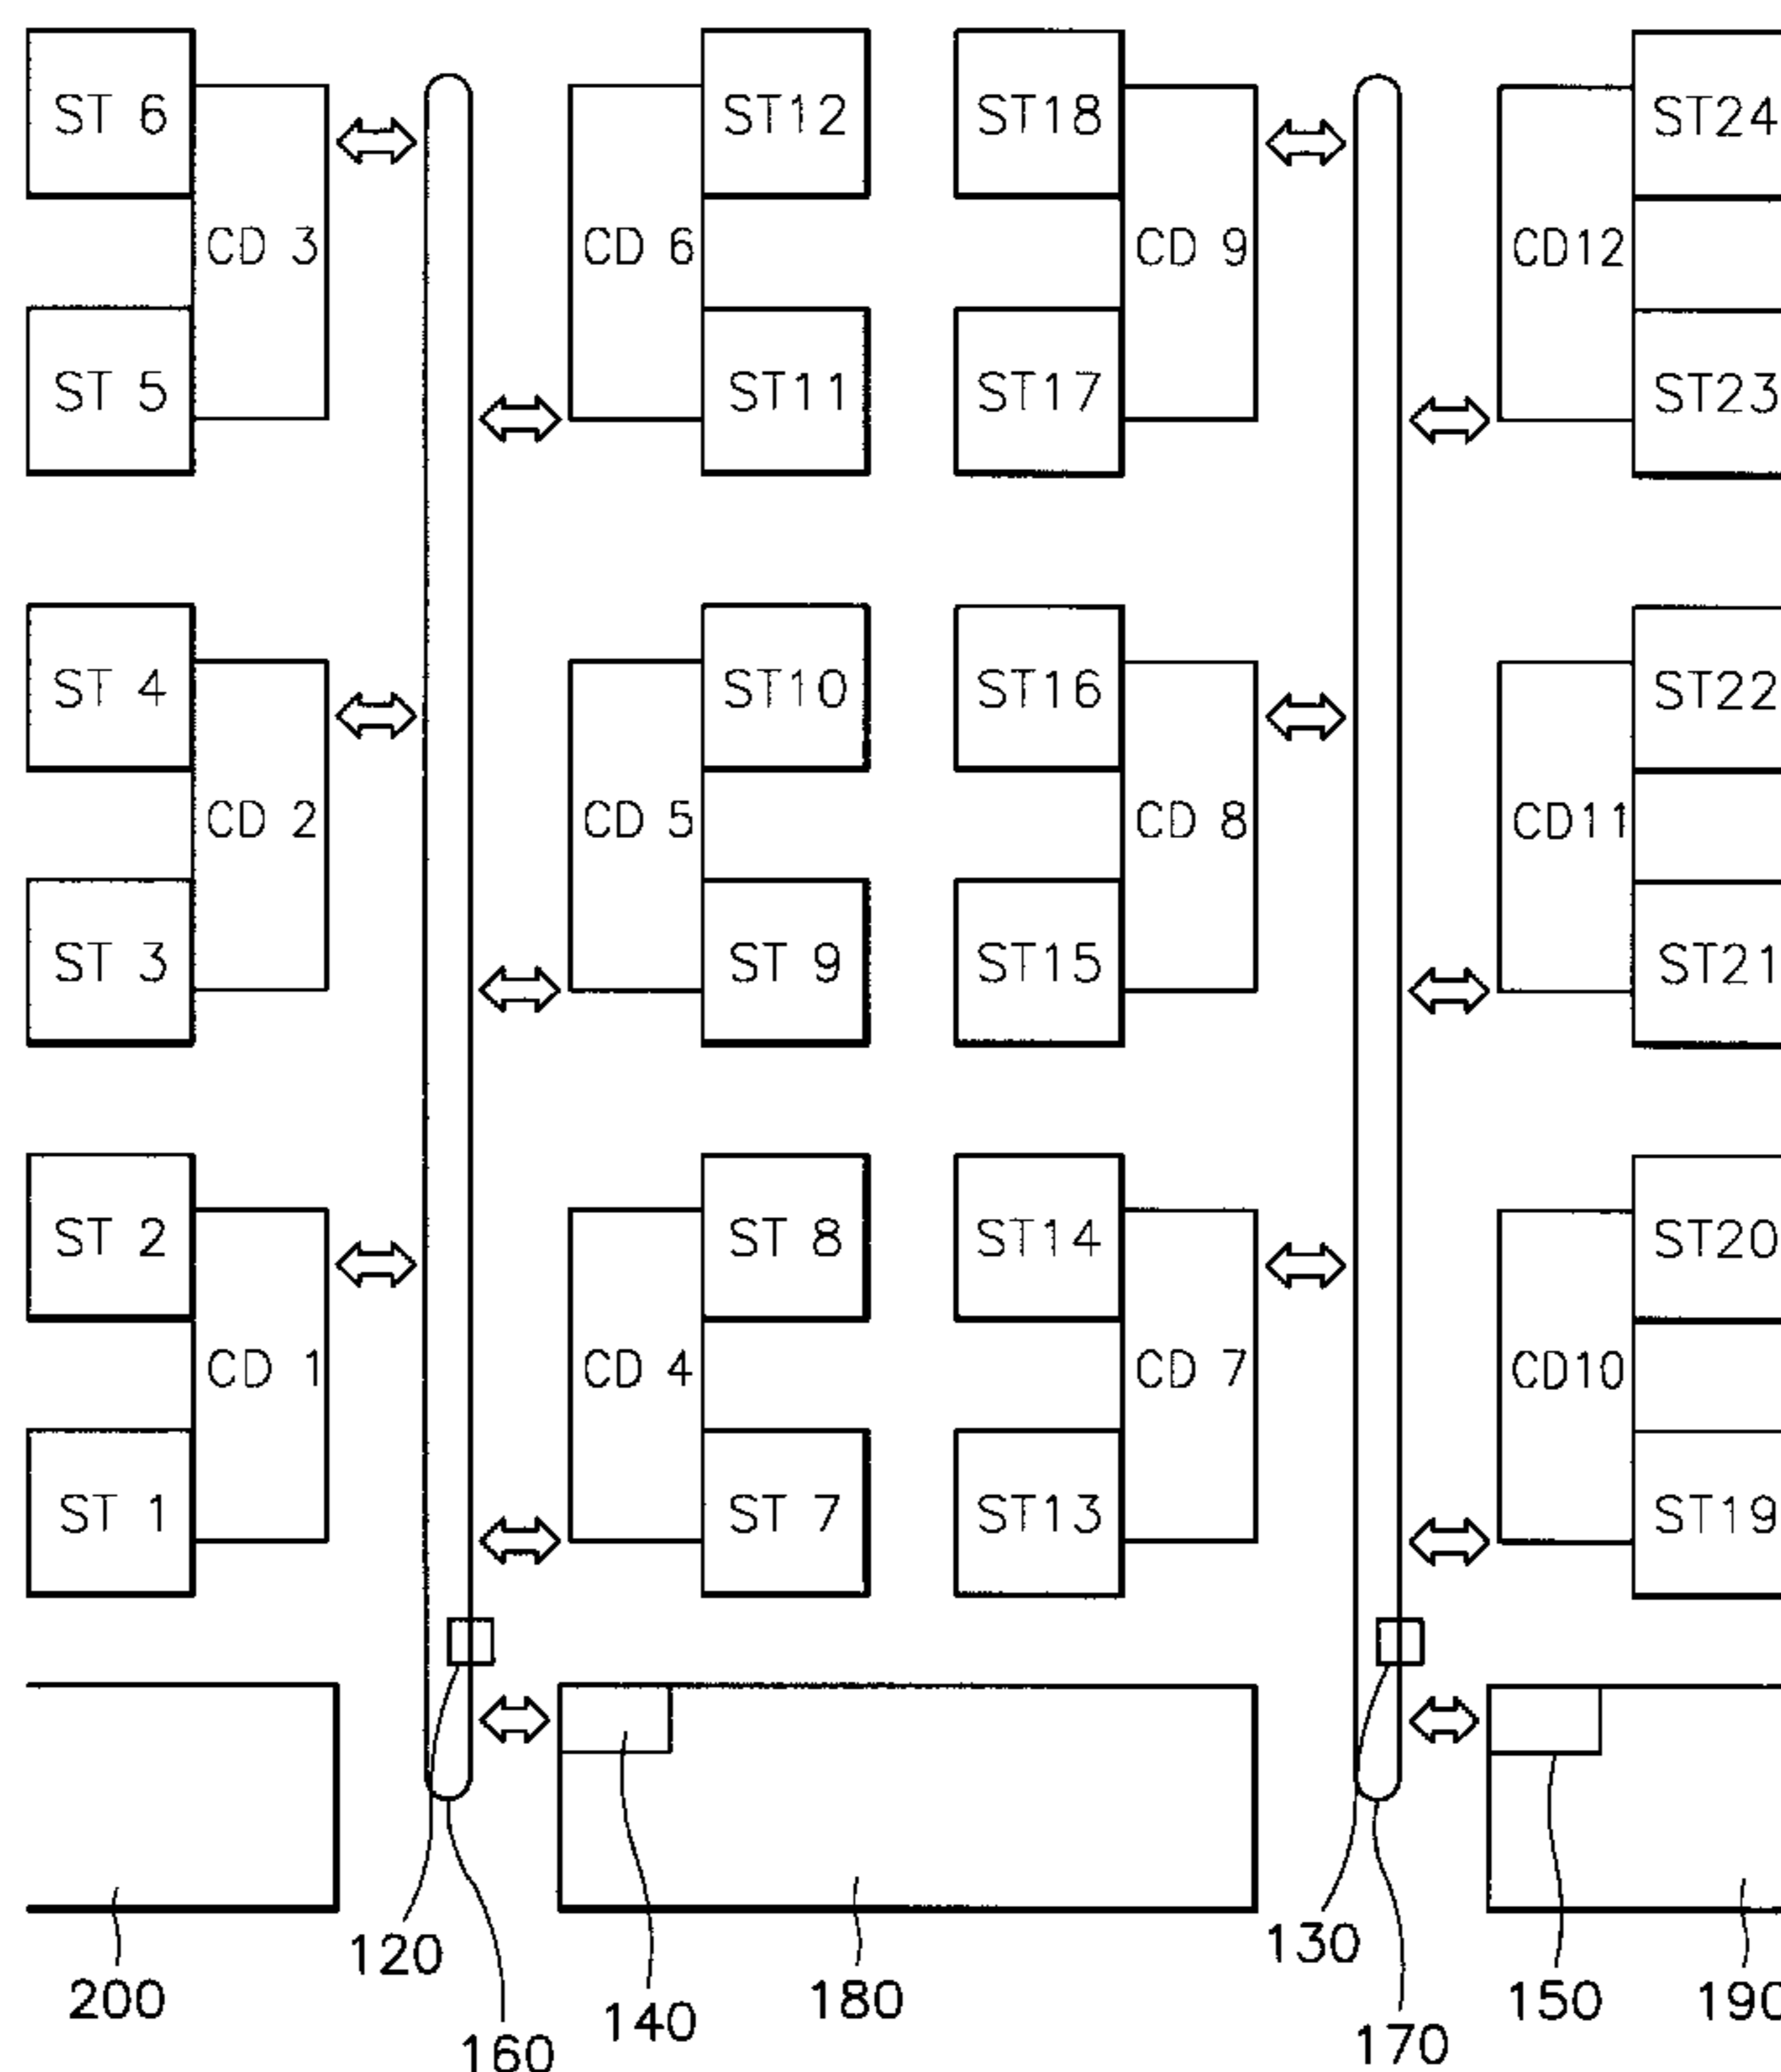 ST 6 ST12 ST18 ST24
CD 3 CD 6 CD 9 CD12
ST 5 ST11 ST17 ST23
ST 4 ST10 ST16 ST22
CD 2 CD 5 CD 8 CD11
ST 3 ST 9 ST15 ST21
ST 2 ST 8 ST14 ST20
CD 1 CD 4 CD 7 CD10
ST 1 ST 7 ST13 ST19
120 130
200 140 180 150 190
160 170